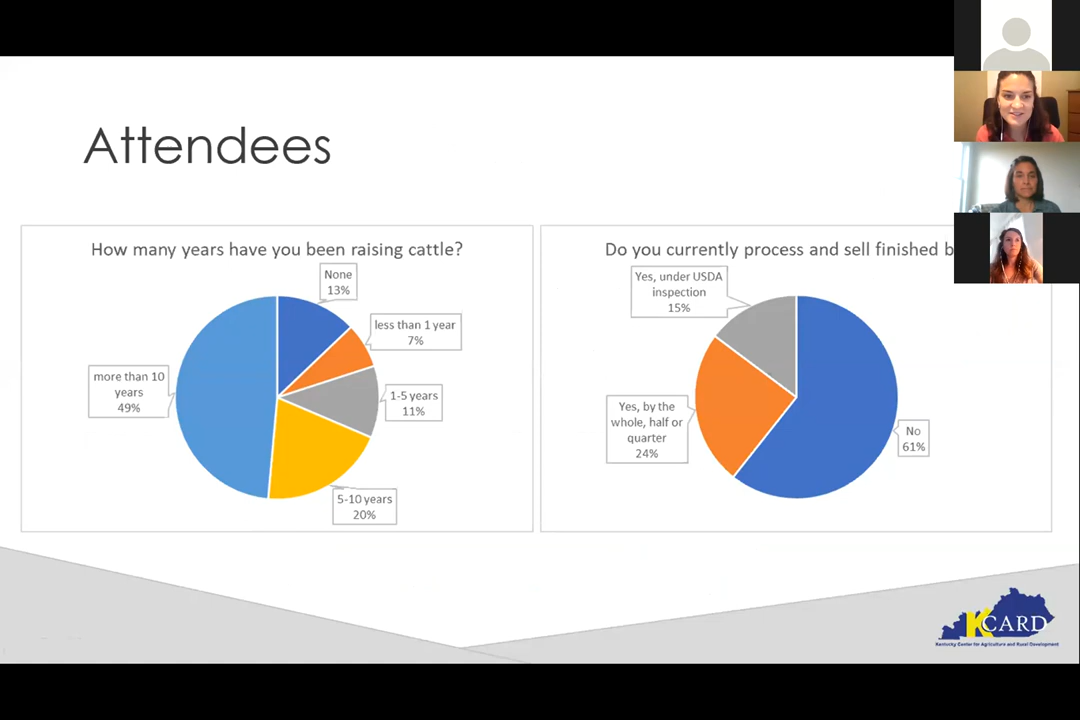 Attendees
How many years have you been raising cattle?
None
13%
less than 1 year
7%
1-5 years
11%
5-10 years
20%
more than 10
years
49%
Do you currently process and sell finished b
Yes, under USDA
inspection
15%
Yes, by the
whole, half or
quarter
24%
No
61%
KCARD
Kentucky Center for Agriculture and Rural Development